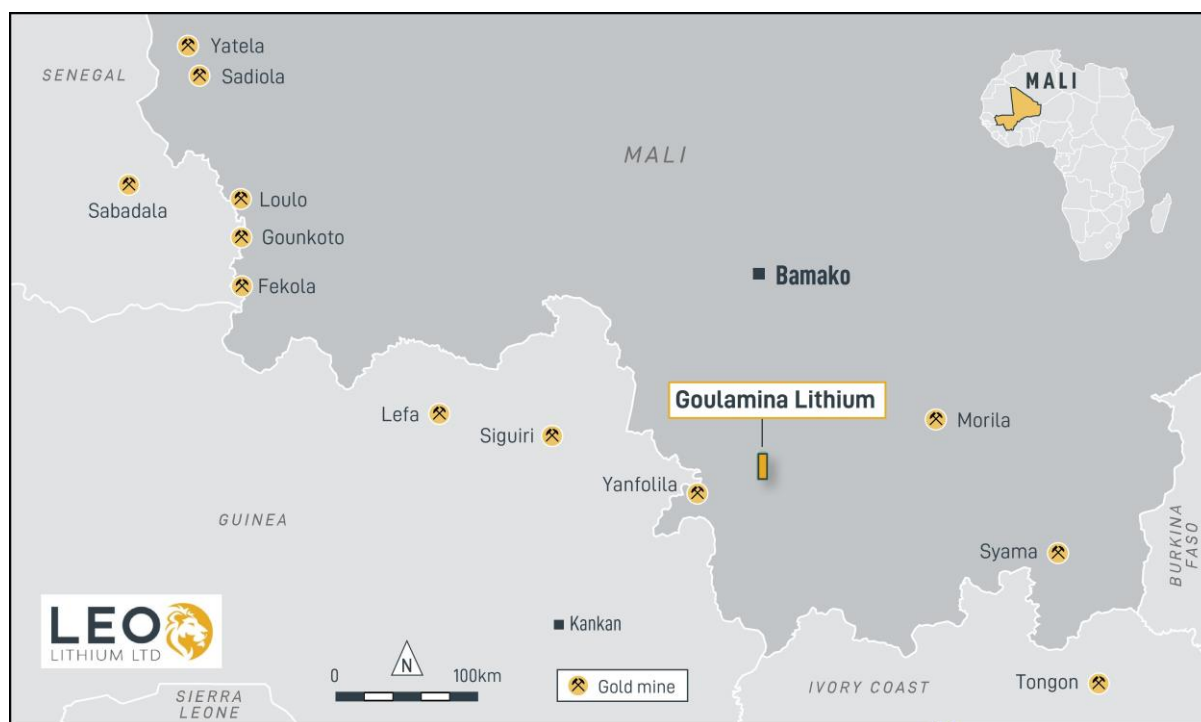 Yatela
SENEGAL
Sadiola
MALI
MALI
Sabadala
Loulo
Gounkoto
Bamako
Fekola
Goulamina Lithium
Lefa
Morila
Siguiri
Yanfolila
GUINEA
Syama
BURKINA
FASO
LEO
LITHIUM LTD
Kankan
N
0 100km
Gold mine
IVORY COAST
Tongon
SIERRA
LEONE